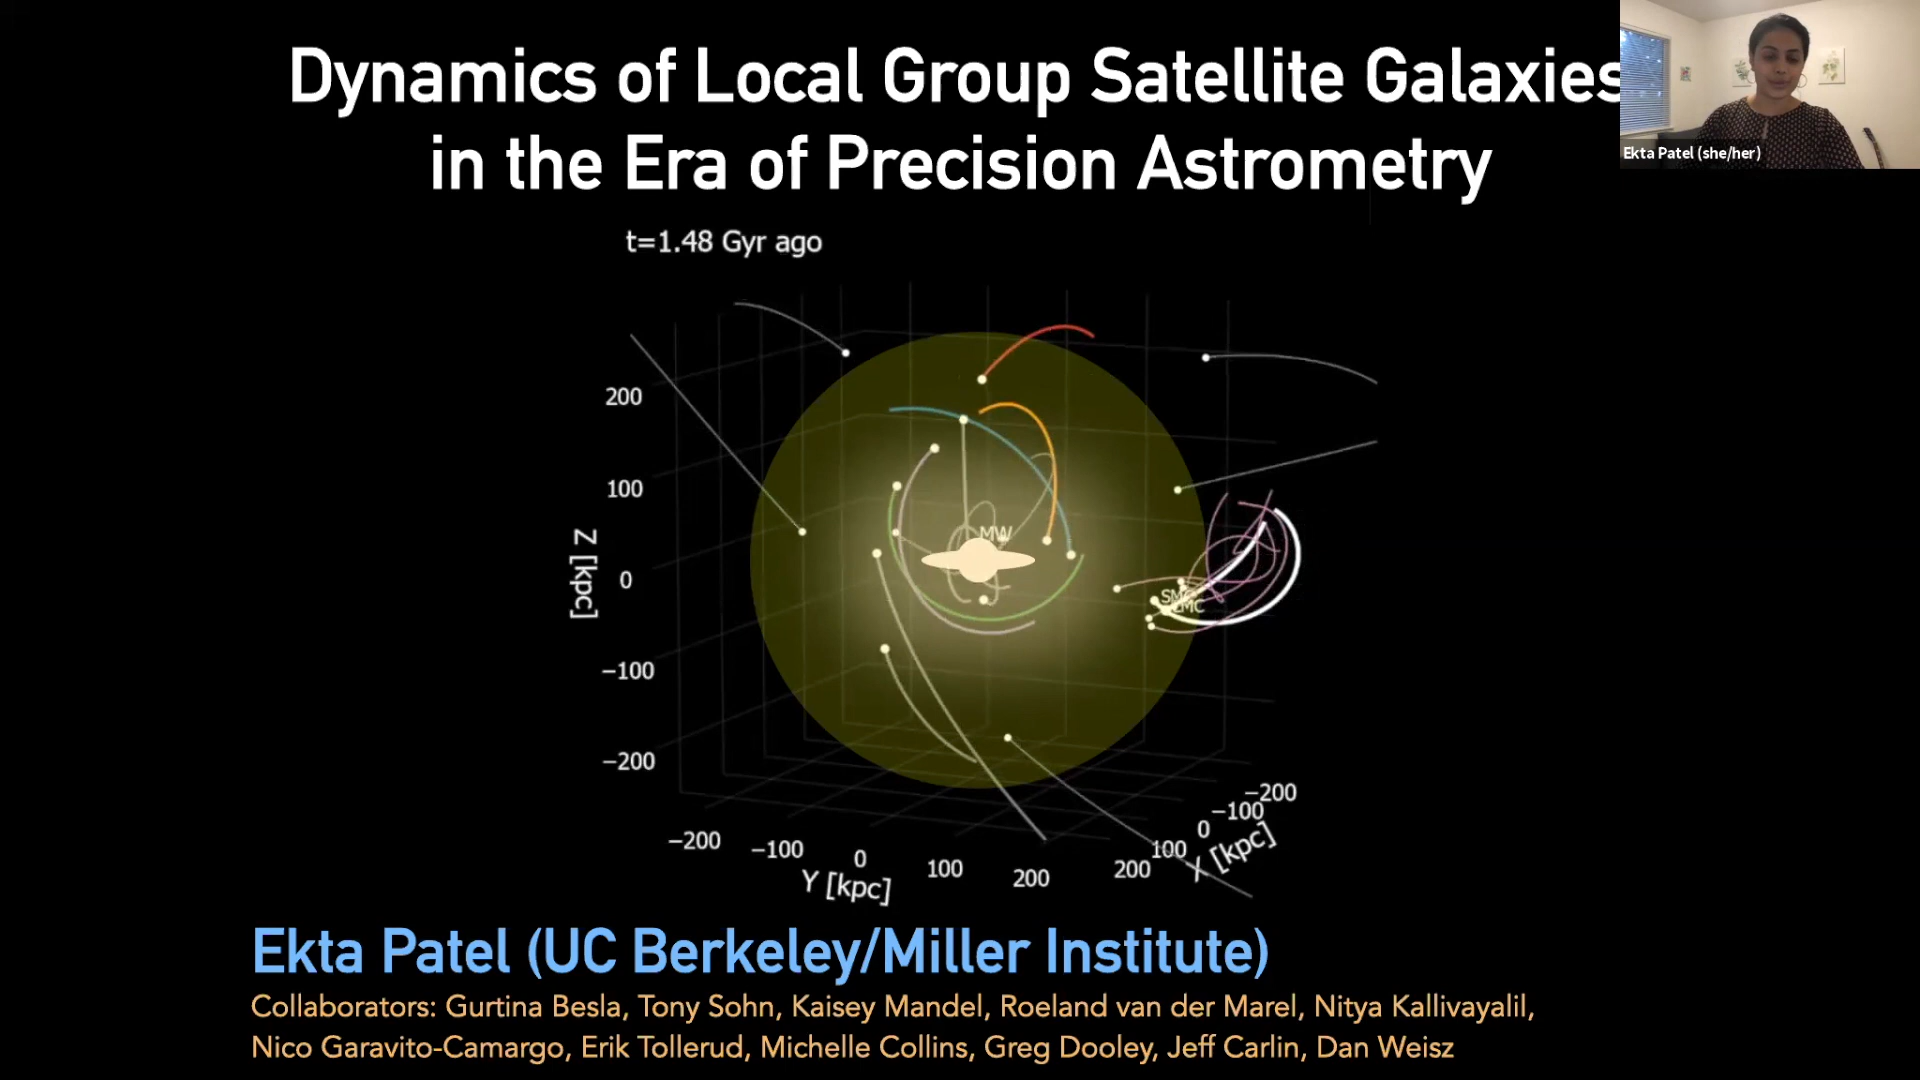 Dynamics of Local Group Satellite Galaxies
in the Era of Precision Astrometry
Ekta Patel (she/her)
t=1.48 Gyr ago
200
100
0
−100
−200
Z [kpc]
MW
SMC
LMC
−200
−100
0
100
200
Y [kpc]
200
100
0
−100
−200
X [kpc]
Ekta Patel (UC Berkeley/Miller Institute)
Collaborators: Gurtina Besla, Tony Sohn, Kaisey Mandel, Roeland van der Marel, Nitya Kallivayalil,
Nico Garavito-Camargo, Erik Tollerud, Michelle Collins, Greg Dooley, Jeff Carlin, Dan Weisz